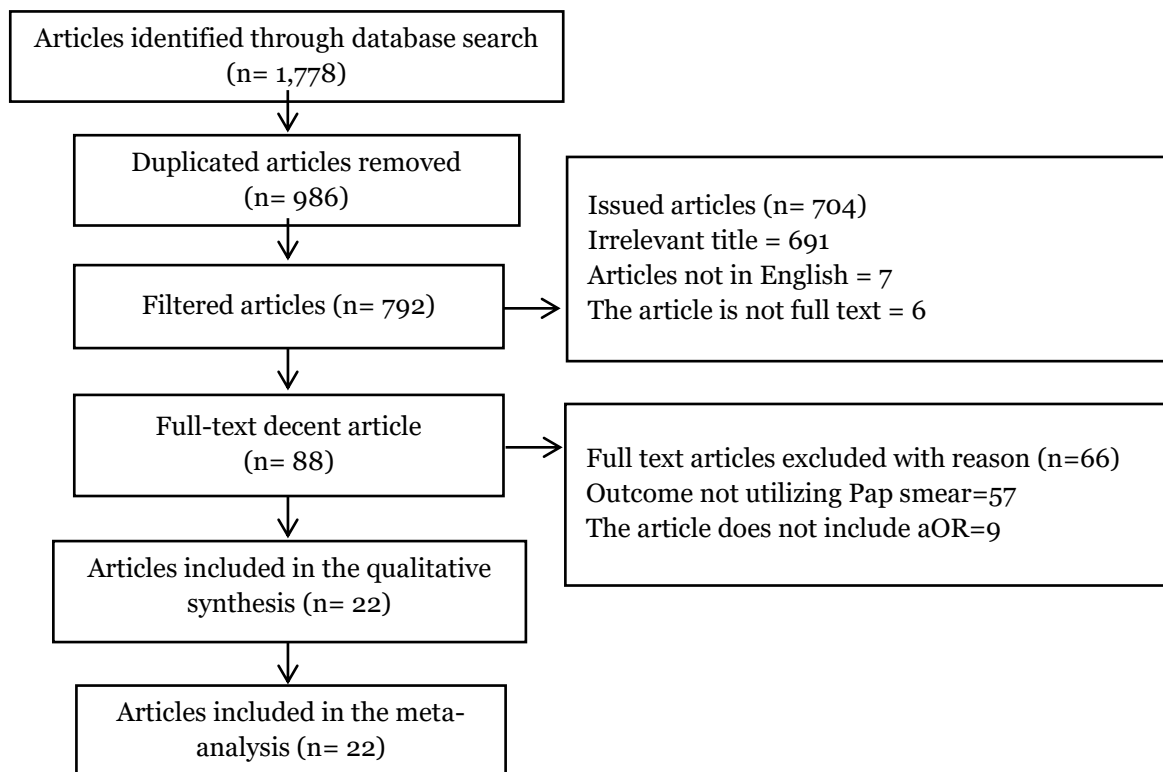 Articles identified through database search
(n= 1,778)
Duplicated articles removed
(n= 986)
Issued articles (n= 704)
Irrelevant title = 691
Articles not in English = 7
The article is not full text = 6
Filtered articles (n= 792)
Full-text decent article
(n= 88)
Full text articles excluded with reason (n=66)
Outcome not utilizing Pap smear=57
The article does not include aOR=9
Articles included in the qualitative
synthesis (n= 22)
Articles included in the meta-
analysis (n= 22)